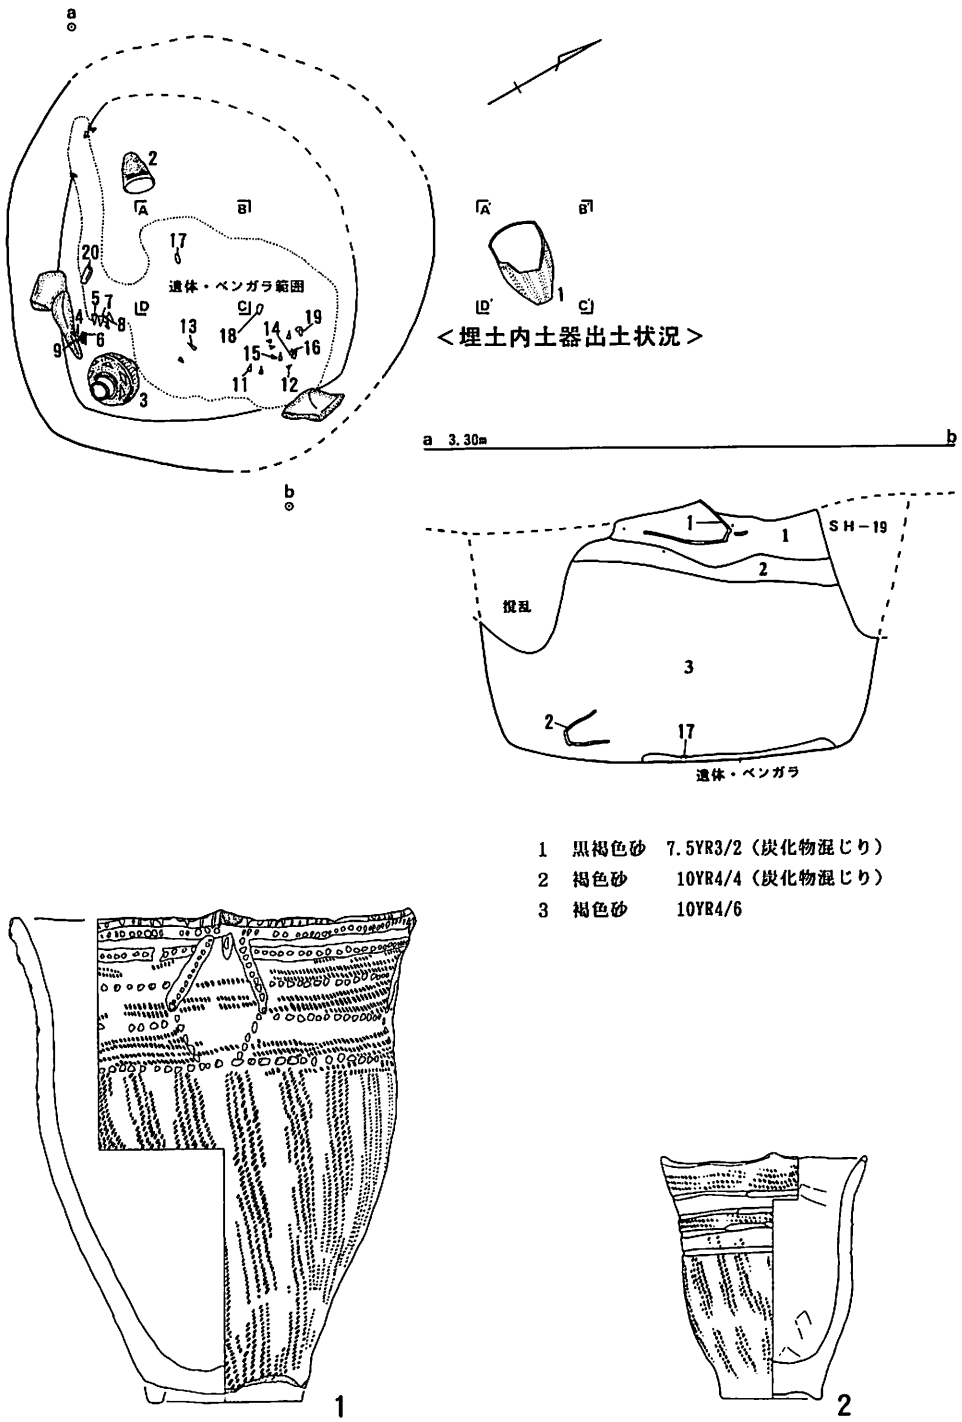 a
2
A B
A' B'
17
20
遺体・ベンガラ範囲
1
5 7
D C
D' C'
4 8
13
18 14 19
9 6
15 16
11 12
3
<埋土内土器出土状況>
a 3.30m b
b
1 1 SH-19
2
撹乱
3
2 17
遺体・ベンガラ
1 黒褐色砂 7.5YR3/2(炭化物混じり)
2 褐色砂 10YR4/4(炭化物混じり)
3 褐色砂 10YR4/6
1
2